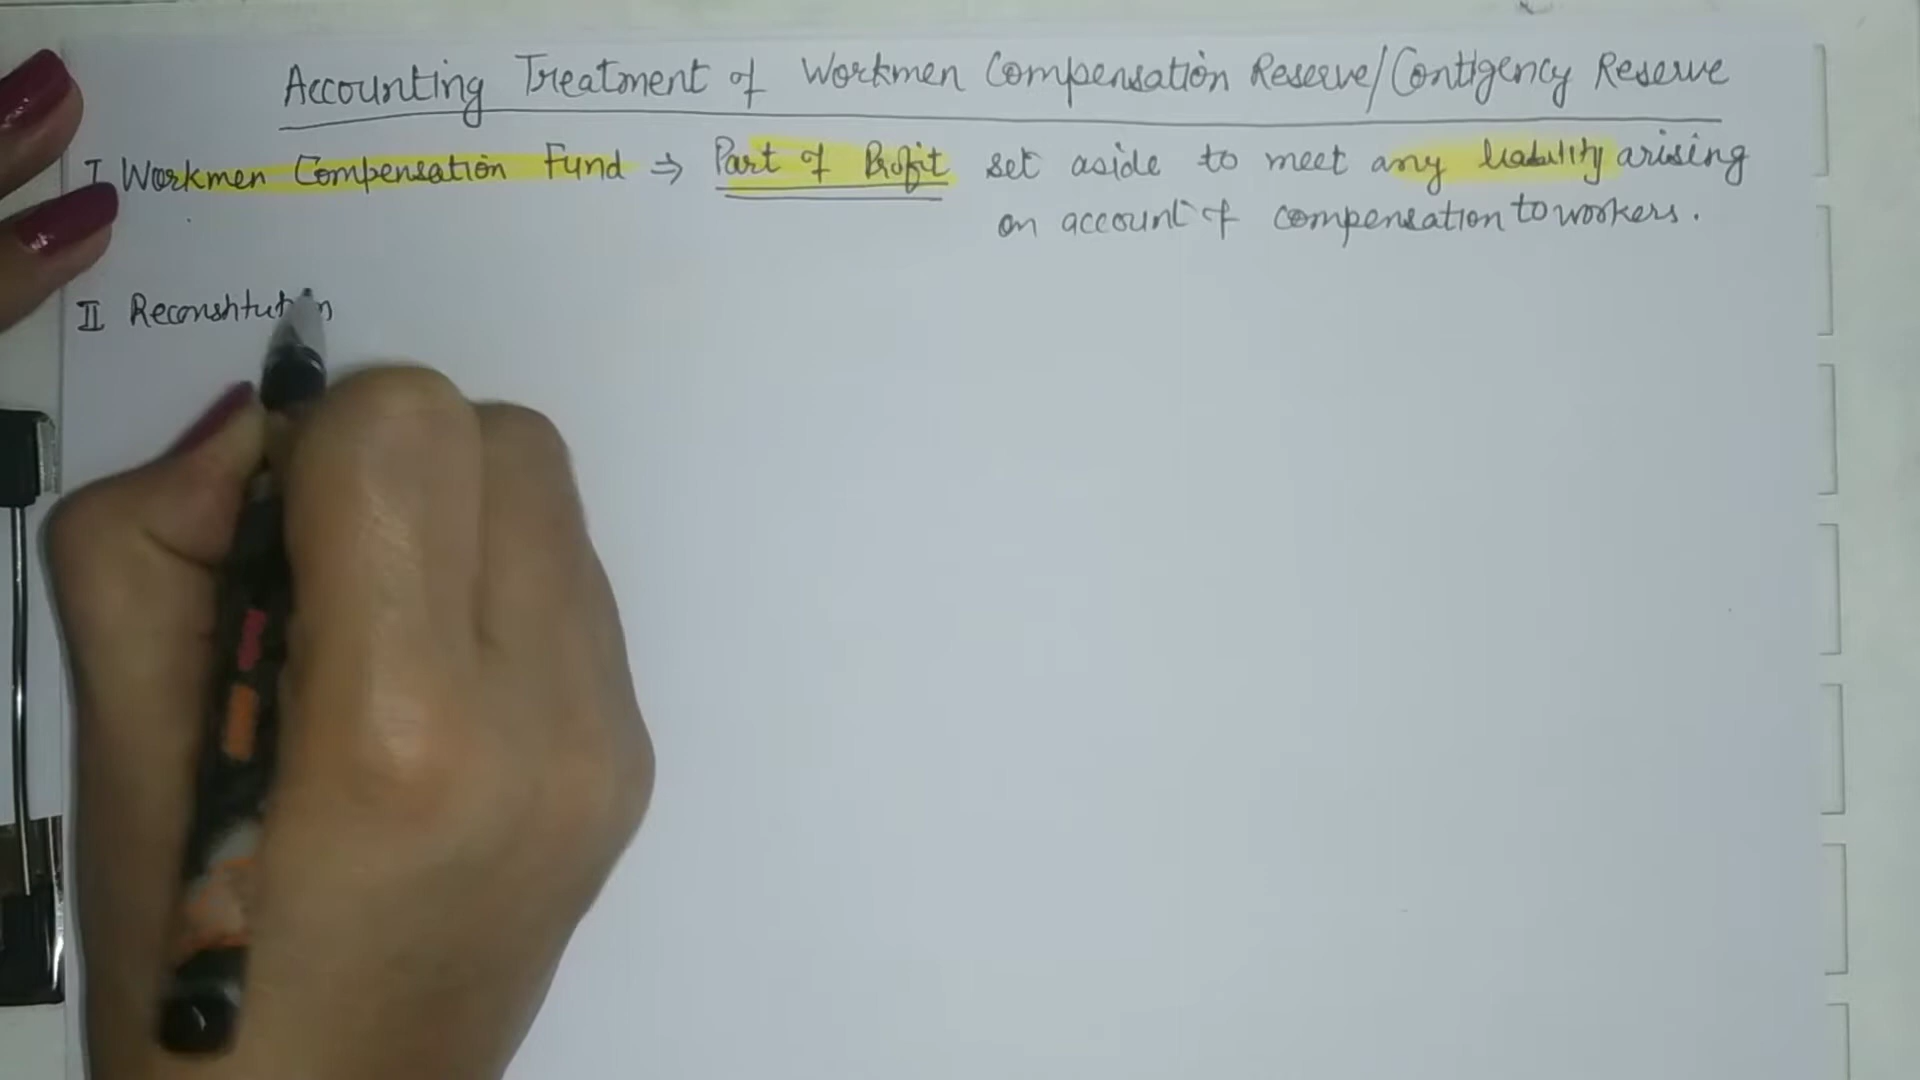 Accounting Treatment of Workmen Compensation Reserve/Contigency Reserve
I Workmen Compensation Fund ⇒ Part of Profit set aside to meet any liability arising
on account of compensation to workers.
II Reconstitution